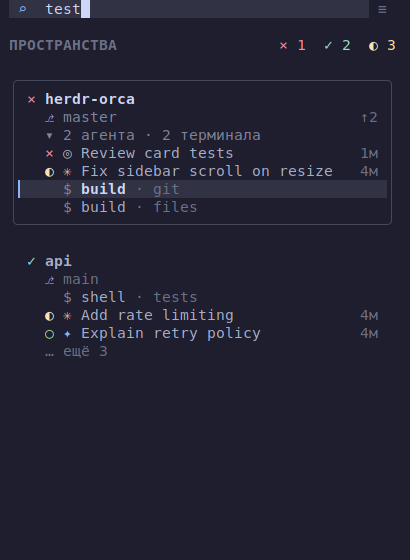 ⌕ test ≡
ПРОСТРАНСТВА × 1 ✓ 2 ◐ 3
× herdr-orca
⎇ master ↑2
▾ 2 агента · 2 терминала
× ◎ Review card tests 1м
◐ ✳ Fix sidebar scroll on resize 4м
$ build · git
$ build · files
✓ api
⎇ main
$ shell · tests
◐ ✳ Add rate limiting 4м
○ ✦ Explain retry policy 4м
… ещё 3